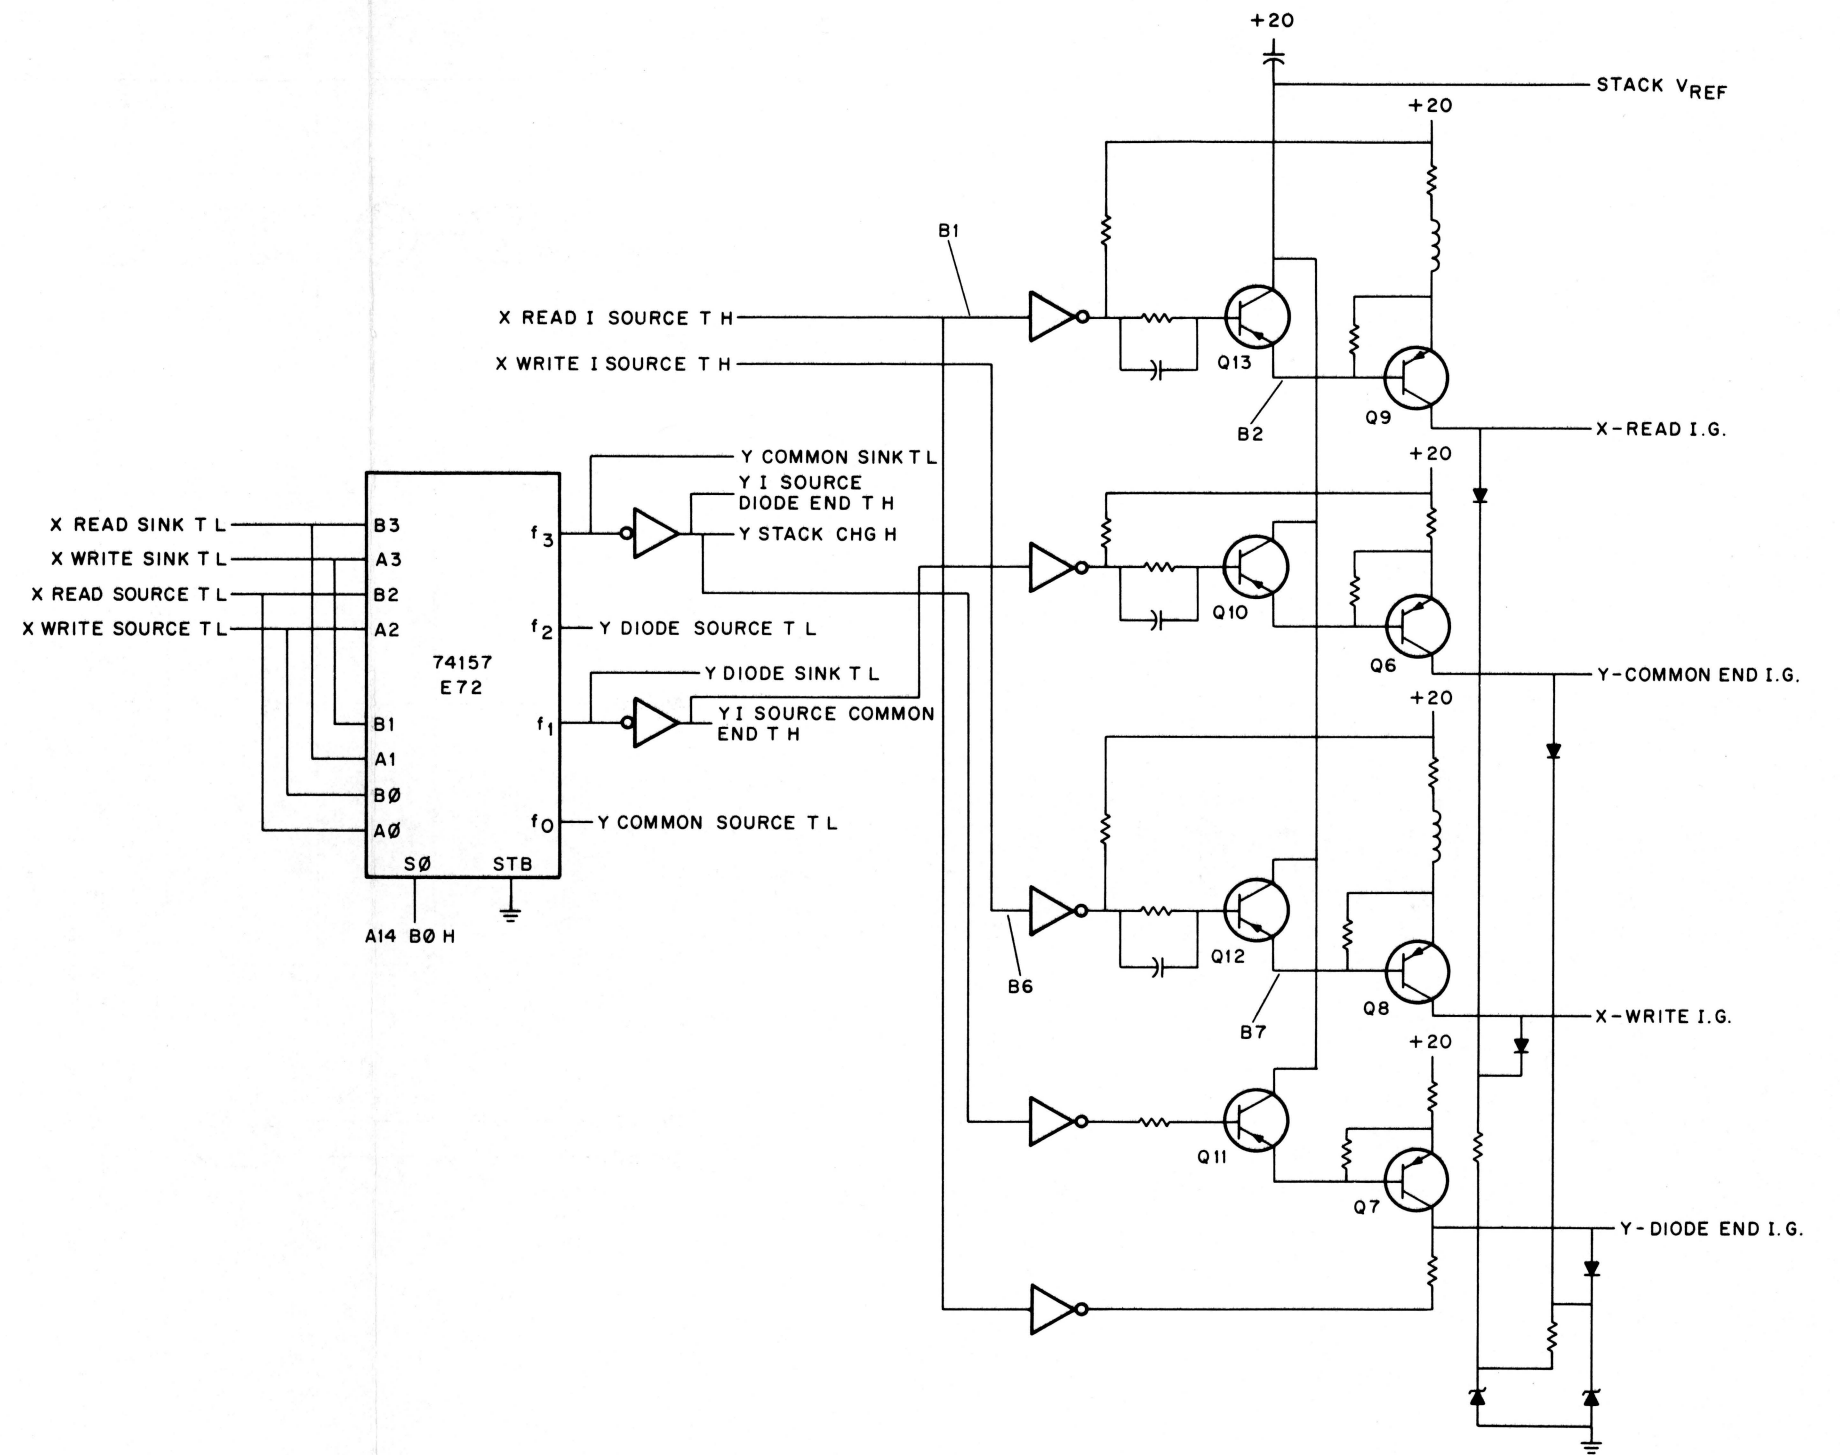 +20
STACK VREF
+20
B1
X READ I SOURCE T H
X WRITE I SOURCE T H
Q13
Q9
B2
X-READ I.G.
+20
Y COMMON SINK T L
Y I SOURCE
DIODE END T H
Y STACK CHG H
X READ SINK T L
X WRITE SINK T L
X READ SOURCE T L
X WRITE SOURCE T L
B3
A3
B2
A2
B1
A1
BØ
AØ
74157
E72
SØ
STB
f3
f2
f1
f0
Y DIODE SOURCE T L
Y DIODE SINK T L
Y I SOURCE COMMON
END T H
Y COMMON SOURCE T L
A14 BØ H
Q10
Q6
Y-COMMON END I.G.
+20
B6
Q12
Q8
B7
X-WRITE I.G.
+20
Q11
Q7
Y-DIODE END I.G.